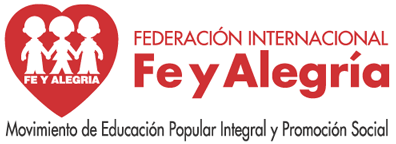 FE Y ALEGRIA
FEDERACIÓN INTERNACIONAL
Fe y Alegría
Movimiento de Educación Popular Integral y Promoción Social